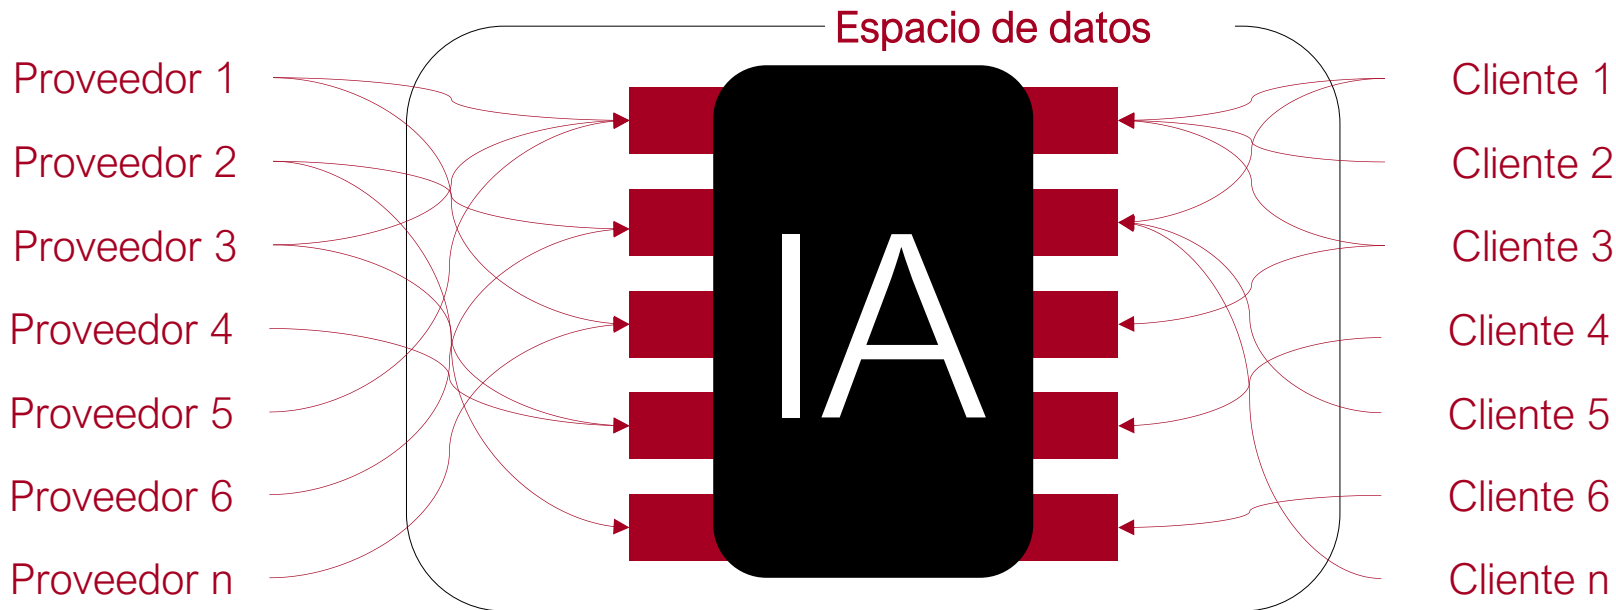 Espacio de datos
Proveedor 1
Proveedor 2
Proveedor 3
Proveedor 4
Proveedor 5
Proveedor 6
Proveedor n
IA
Cliente 1
Cliente 2
Cliente 3
Cliente 4
Cliente 5
Cliente 6
Cliente n